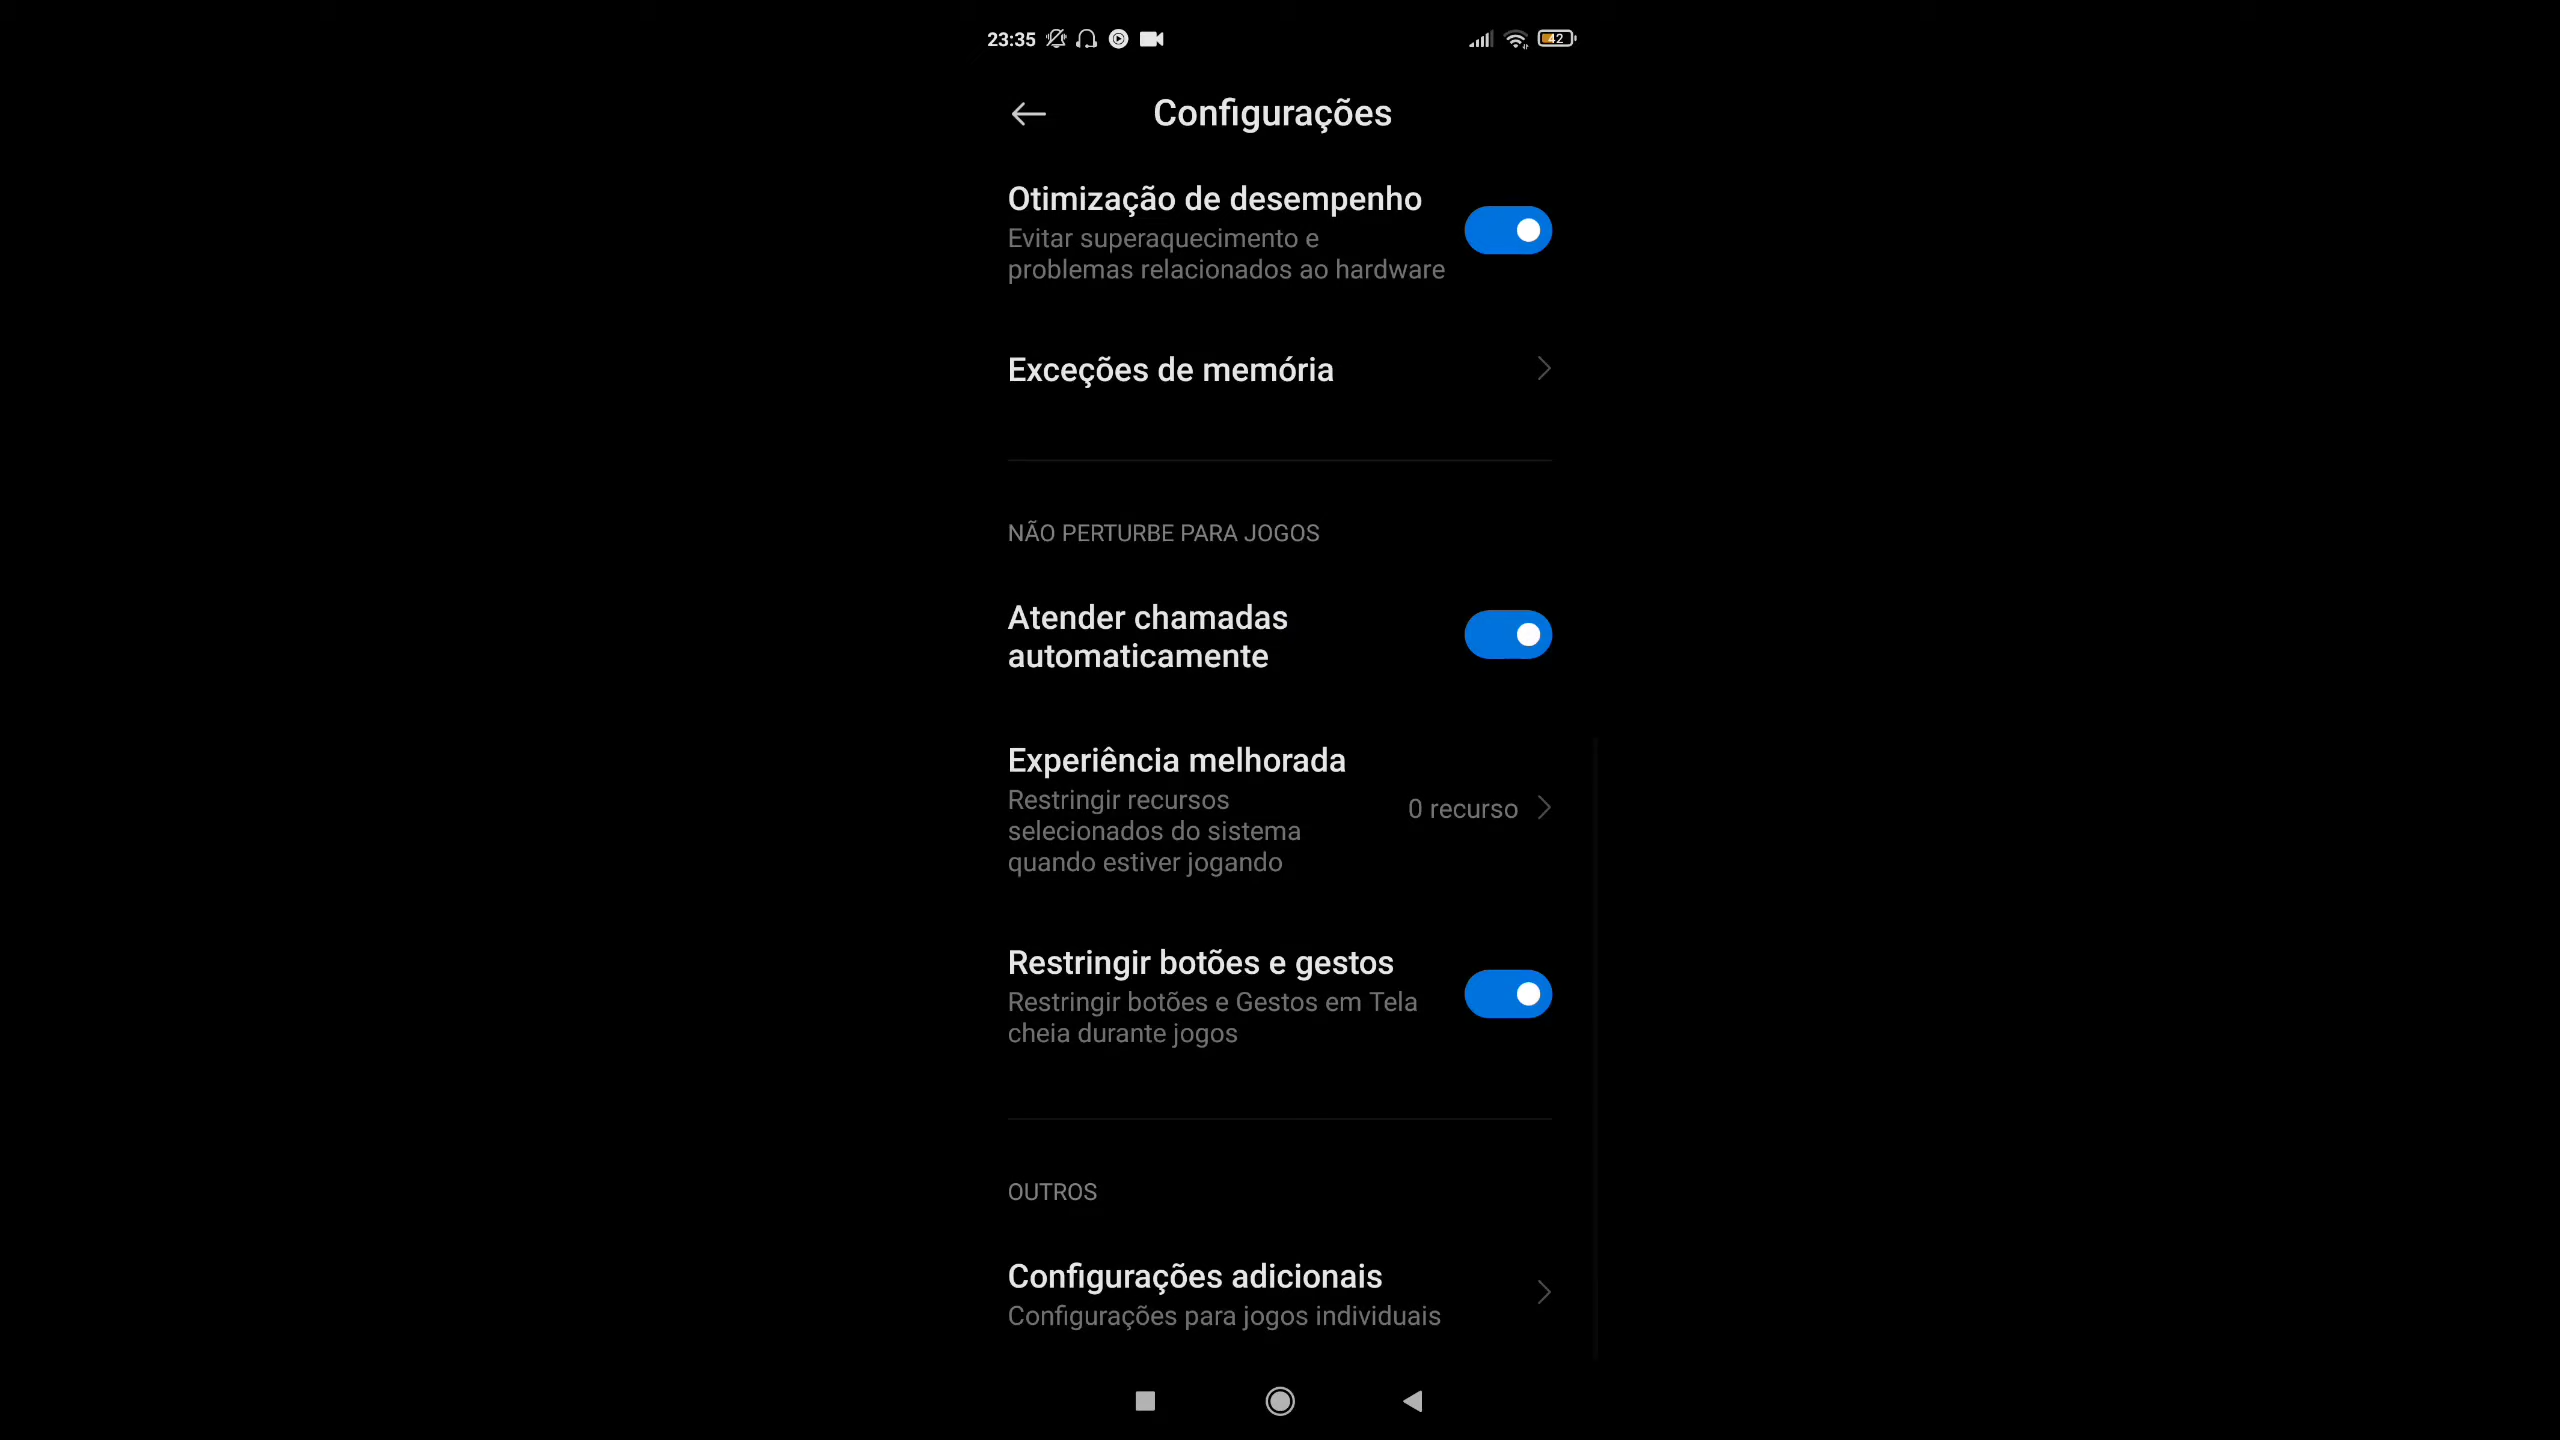 23:35
42
Configurações
Otimização de desempenho
Evitar superaquecimento e
problemas relacionados ao hardware
Exceções de memória
NÃO PERTURBE PARA JOGOS
Atender chamadas
automaticamente
Experiência melhorada
Restringir recursos
selecionados do sistema
quando estiver jogando
0 recurso
Restringir botões e gestos
Restringir botões e Gestos em Tela
cheia durante jogos
OUTROS
Configurações adicionais
Configurações para jogos individuais